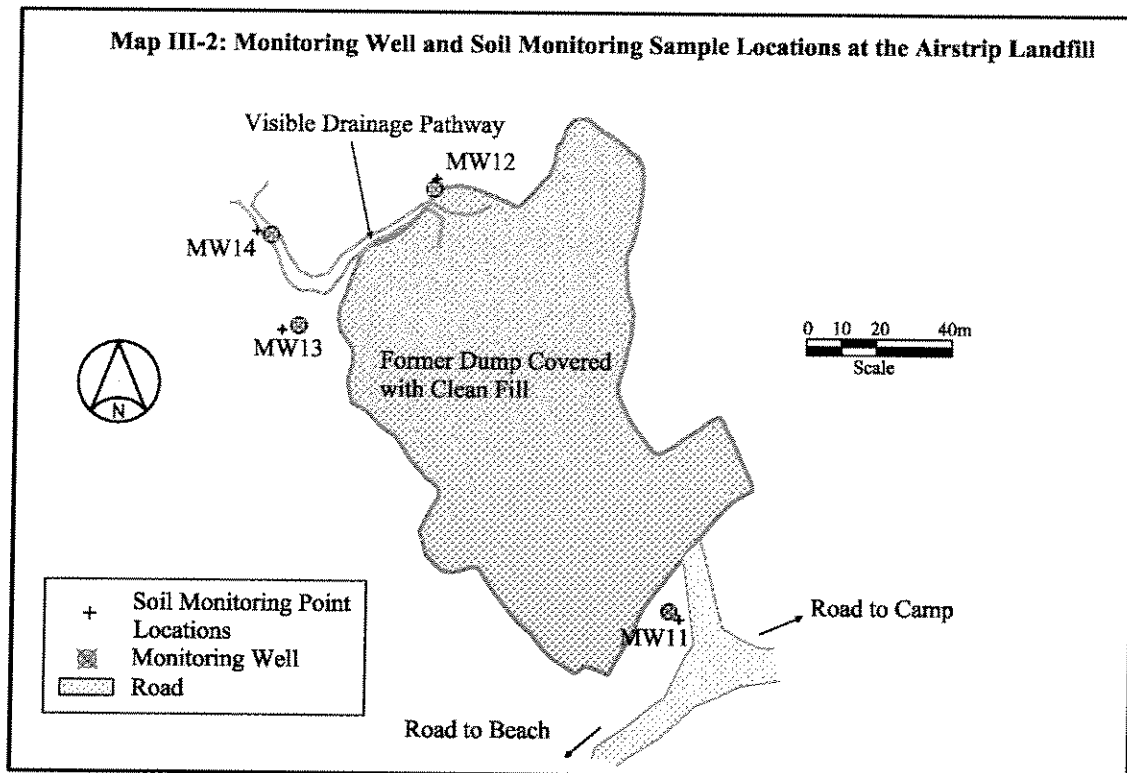 Map III-2: Monitoring Well and Soil Monitoring Sample Locations at the Airstrip Landfill
Visible Drainage Pathway
MW12
MW14
MW13
0 10 20 40m
Scale
Former Dump Covered
with Clean Fill
N
Soil Monitoring Point
Locations
Monitoring Well
Road
MW11
Road to Camp
Road to Beach